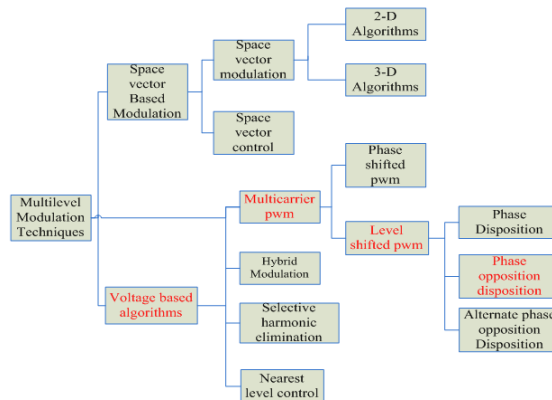 2-D
Algorithms
Space
vector
modulation
3-D
Algorithms
Space
vector
Based
Modulation
Space
vector
control
Phase
shifted
pwm
Multicarrier
pwm
Multilevel
Modulation
Techniques
Level
shifted pwm
Phase
Disposition
Hybrid
Modulation
Phase
opposition
disposition
Voltage based
algorithms
Selective
harmonic
elimination
Alternate phase
opposition
Disposition
Nearest
level control